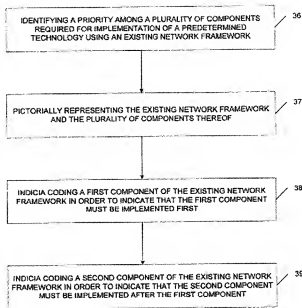 IDENTIFYING A PRIORITY AMONG A PLURALITY OF COMPONENTS
REQUIRED FOR IMPLEMENTATION OF A PREDETERMINED
TECHNOLOGY USING AN EXISTING NETWORK FRAMEWORK
36
PICTORIALLY REPRESENTING THE EXISTING NETWORK FRAMEWORK
AND THE PLURALITY OF COMPONENTS THEREOF
37
INDICIA CODING A FIRST COMPONENT OF THE EXISTING NETWORK
FRAMEWORK IN ORDER TO INDICATE THAT THE FIRST COMPONENT
MUST BE IMPLEMENTED FIRST
38
INDICIA CODING A SECOND COMPONENT OF THE EXISTING NETWORK
FRAMEWORK IN ORDER TO INDICATE THAT THE SECOND COMPONENT
MUST BE IMPLEMENTED AFTER THE FIRST COMPONENT
39